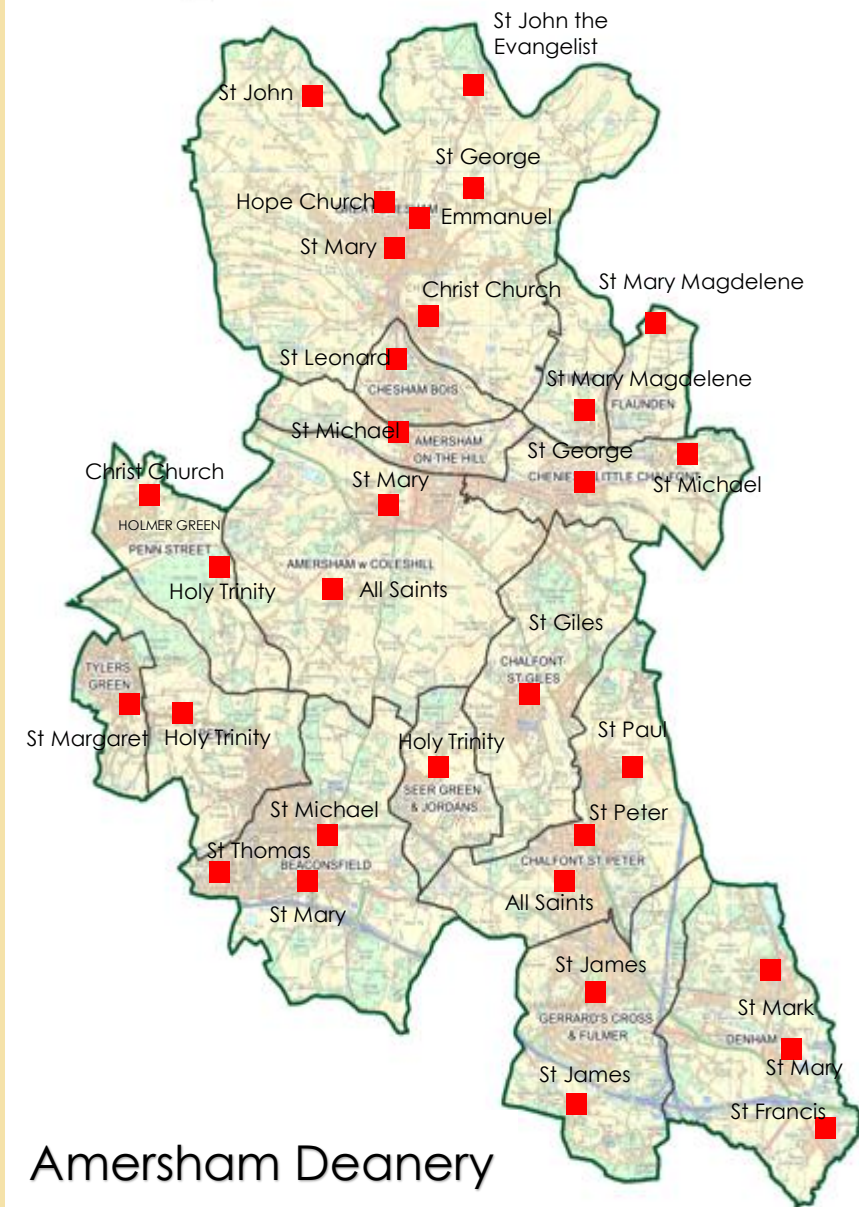 St John the
Evangelist
St John
St George
Hope Church
Emmanuel
St Mary
Christ Church
St Mary Magdelene
St Leonard
CHESHAM BOIS
St Mary Magdelene
FLAUNDEN
St Michael
AMERSHAM
ON THE HILL
St George
Christ Church
St Mary
St Michael
HOLMER GREEN
PENN STREET
AMERSHAM w COLESHILL
Holy Trinity
All Saints
St Giles
TYLERS
GREEN
CHALFONT
ST GILES
St Margaret
Holy Trinity
Holy Trinity
St Paul
SEER GREEN
& JORDANS
St Michael
St Peter
St Thomas
BEACONSFIELD
CHALFONT ST PETER
St Mary
All Saints
St James
St Mark
GERRARD'S CROSS
& FULMER
DENHAM
St Mary
St James
St Francis
Amersham Deanery